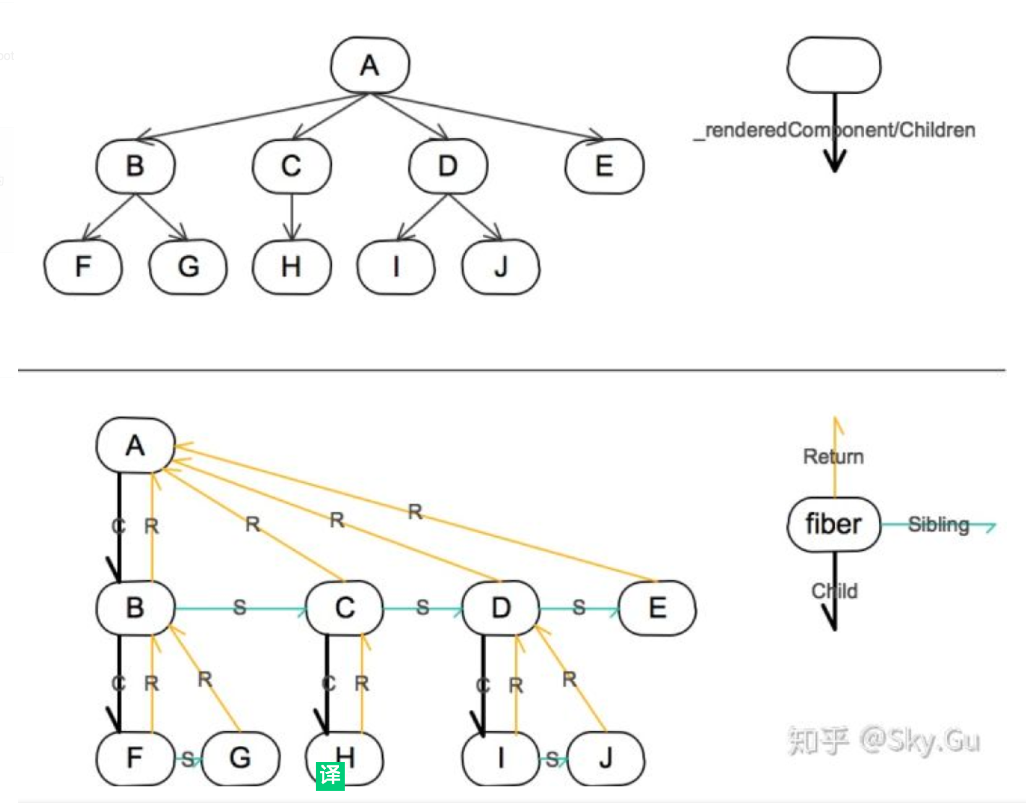 A
_renderedComponent/Children
B
C
D
E
F
G
H
I
J
A
Return
C
R
R
R
R
fiber
Sibling
Child
B
S
C
S
D
S
E
C
R
R
C
R
C
R
R
F
S
G
H
I
S
J
译
知乎 @Sky.Gu